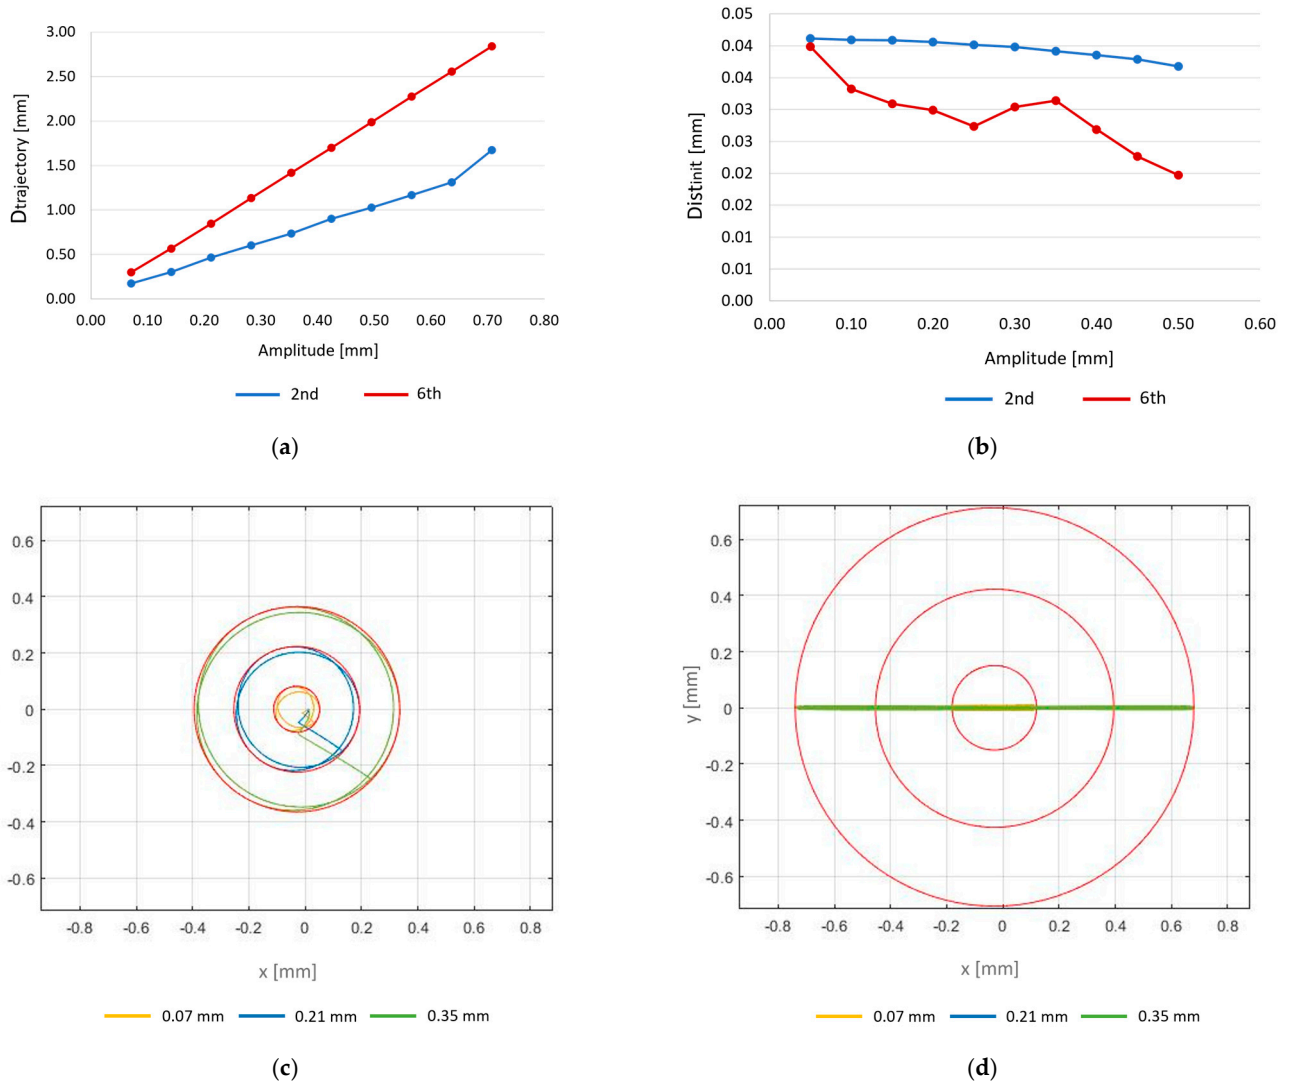 3.00
2.50
2.00
1.50
1.00
0.50
0.00
Dtrajectory [mm]
0.00 0.10 0.20 0.30 0.40 0.50 0.60 0.70 0.80
Amplitude [mm]
2nd 6th
(a)
0.05
0.04
0.04
0.03
0.03
0.02
0.02
0.01
0.01
0.00
Distinit [mm]
0.00 0.10 0.20 0.30 0.40 0.50 0.60
Amplitude [mm]
2nd 6th
(b)
0.6
0.4
0.2
0
-0.2
-0.4
-0.6
-0.8 -0.6 -0.4 -0.2 0 0.2 0.4 0.6 0.8
x [mm]
0.07 mm 0.21 mm 0.35 mm
(c)
0.6
0.4
0.2
0
-0.2
-0.4
-0.6
y [mm]
-0.8 -0.6 -0.4 -0.2 0 0.2 0.4 0.6 0.8
x [mm]
0.07 mm 0.21 mm 0.35 mm
(d)